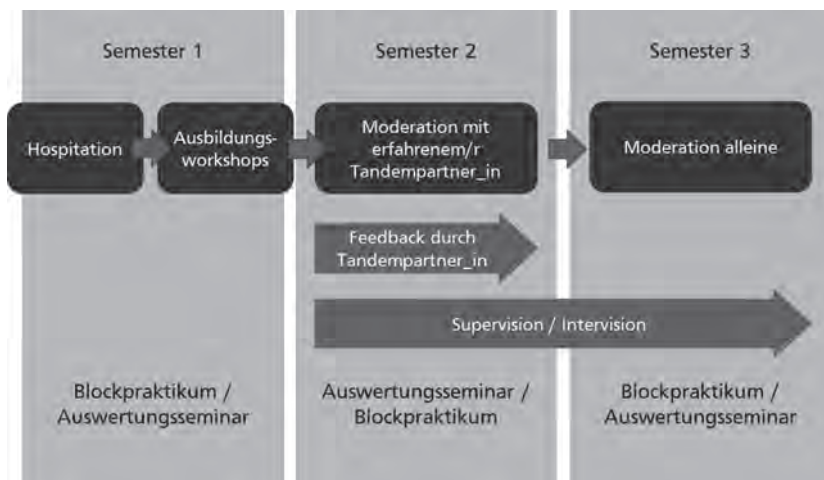 Semester 1
Semester 2
Semester 3
Hospitation
Ausbildungs-
workshops
Moderation mit
erfahrenem/r
Tandempartner_in
Moderation alleine
Feedback durch
Tandempartner_in
Supervision / Intervision
Blockpraktikum /
Auswertungsseminar
Auswertungsseminar /
Blockpraktikum
Blockpraktikum /
Auswertungsseminar